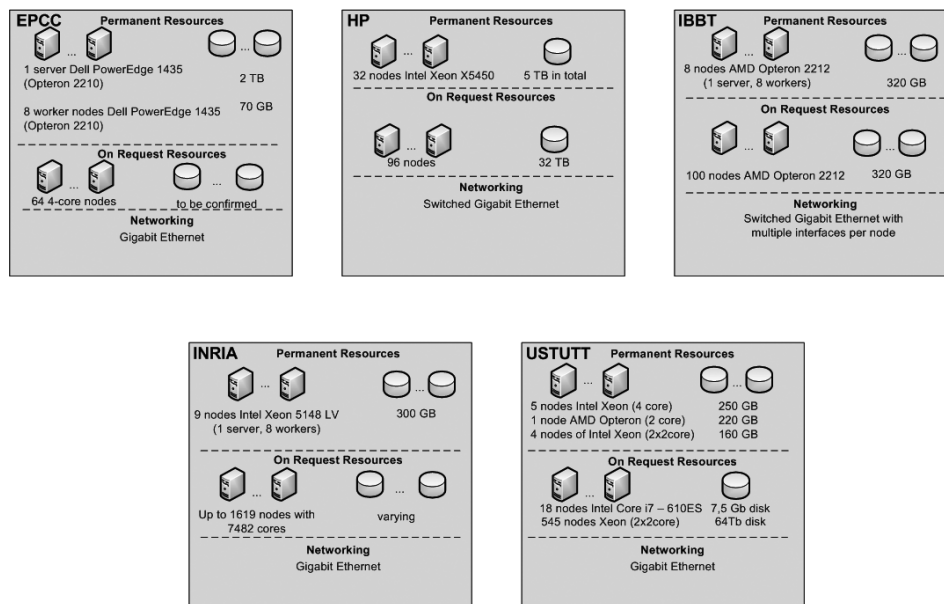 EPCC
Permanent Resources
...
...
1 server Dell PowerEdge 1435
(Opteron 2210)
2 TB
8 worker nodes Dell PowerEdge 1435
(Opteron 2210)
70 GB
On Request Resources
...
...
64 4-core nodes
to be confirmed
Networking
Gigabit Ethernet
HP
Permanent Resources
...
32 nodes Intel Xeon X5450
5 TB in total
On Request Resources
...
96 nodes
32 TB
Networking
Switched Gigabit Ethernet
IBBT
Permanent Resources
...
...
8 nodes AMD Opteron 2212
(1 server, 8 workers)
320 GB
On Request Resources
...
...
100 nodes AMD Opteron 2212
320 GB
Networking
Switched Gigabit Ethernet with
multiple interfaces per node
INRIA
Permanent Resources
...
...
9 nodes Intel Xeon 5148 LV
(1 server, 8 workers)
300 GB
On Request Resources
...
...
Up to 1619 nodes with
7482 cores
varying
Networking
Gigabit Ethernet
USTUTT
Permanent Resources
...
...
5 nodes Intel Xeon (4 core) 250 GB
1 node AMD Opteron (2 core) 220 GB
4 nodes of Intel Xeon (2x2core) 160 GB
On Request Resources
...
18 nodes Intel Core i7 – 610ES 7,5 Gb disk
545 nodes Xeon (2x2core) 64Tb disk
Networking
Gigabit Ethernet